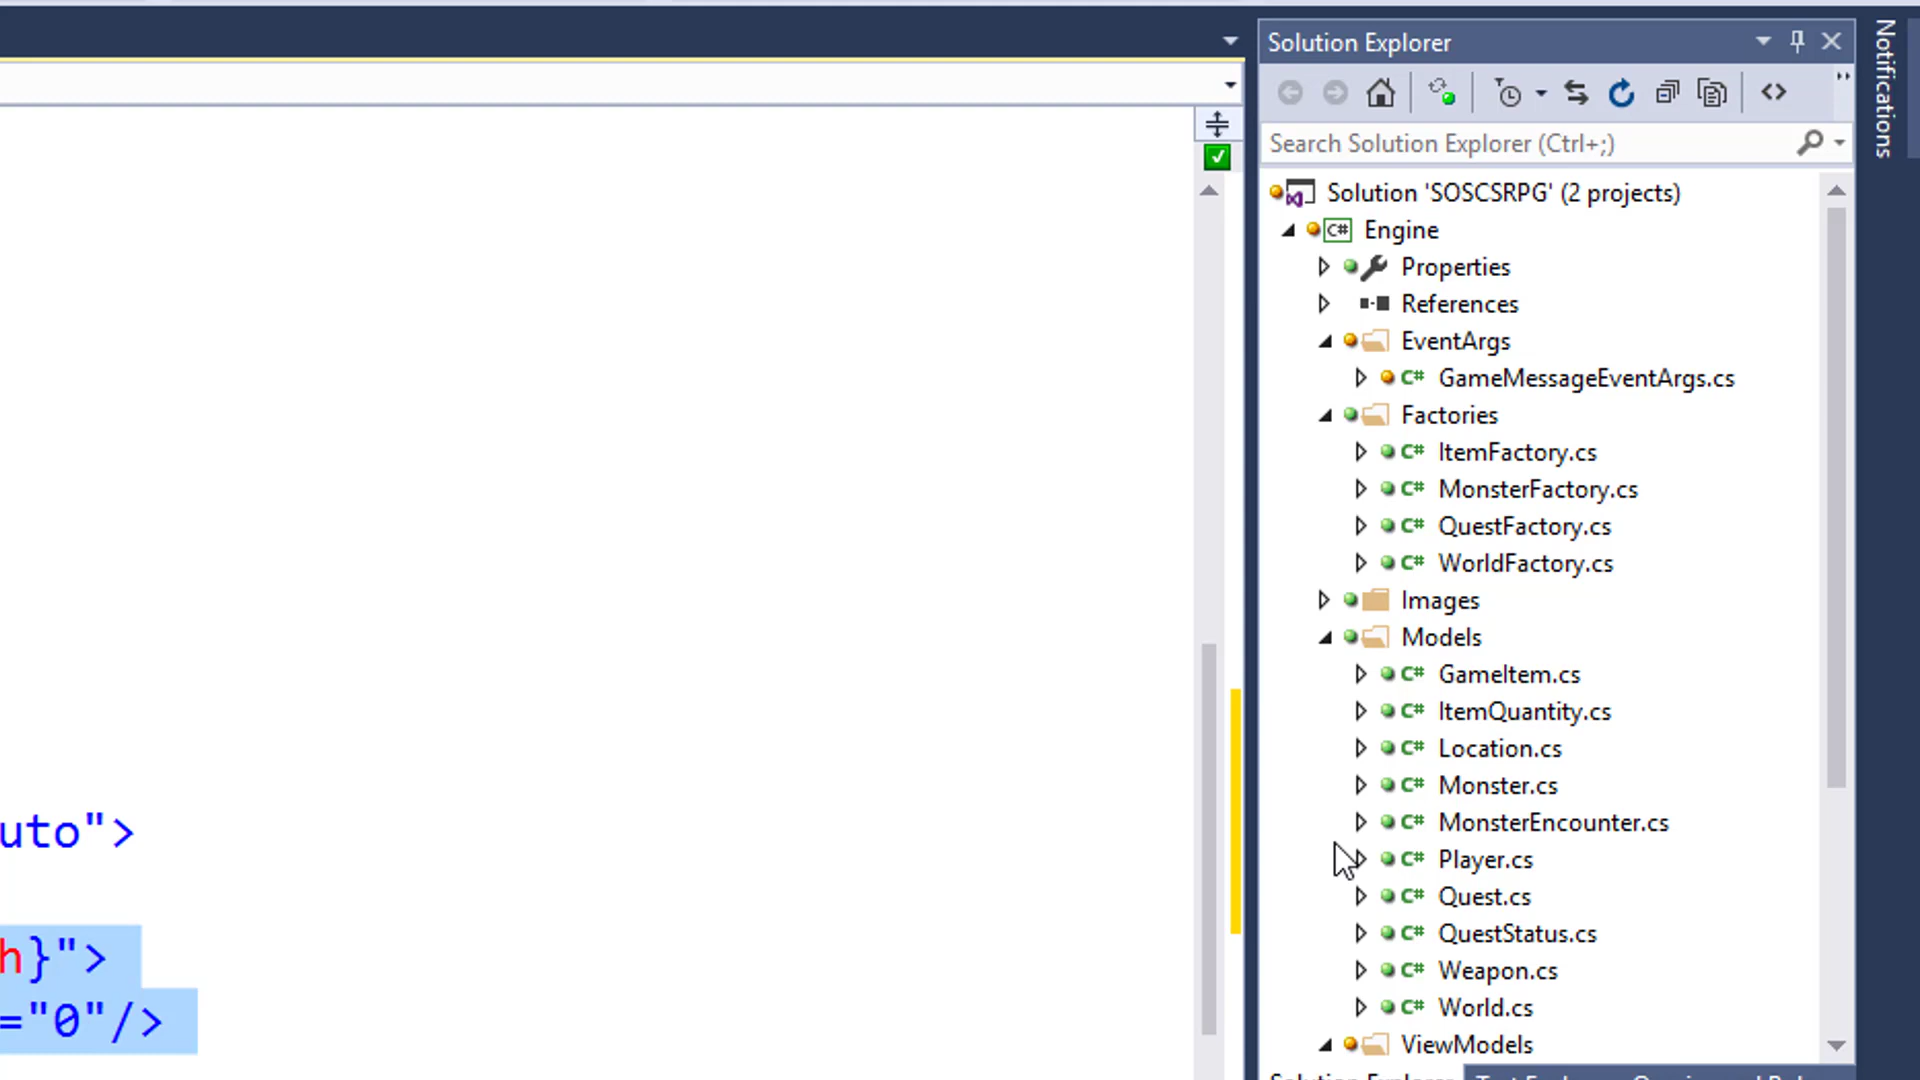 Solution Explorer
Notifications
Search Solution Explorer (Ctrl+;)
Solution 'SOSCSRPG' (2 projects)
C# Engine
Properties
References
EventArgs
C# GameMessageEventArgs.cs
Factories
C# ItemFactory.cs
C# MonsterFactory.cs
C# QuestFactory.cs
C# WorldFactory.cs
Images
Models
C# GameItem.cs
C# ItemQuantity.cs
C# Location.cs
C# Monster.cs
C# MonsterEncounter.cs
C# Player.cs
C# Quest.cs
C# QuestStatus.cs
C# Weapon.cs
C# World.cs
ViewModels
uto">
h}">
="0"/>